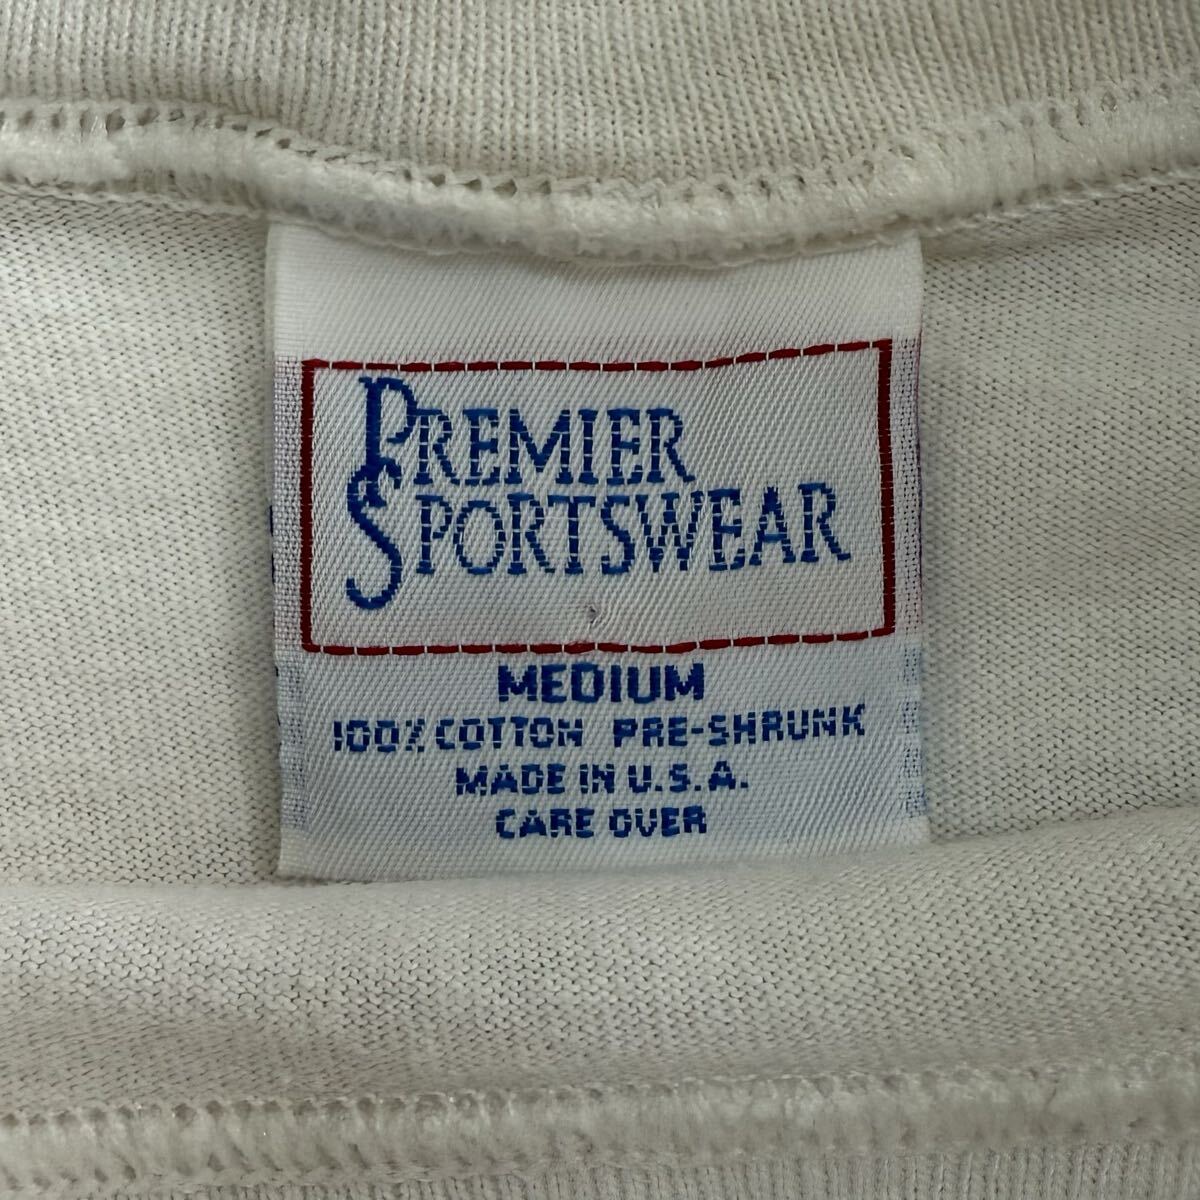 PREMIER
SPORTSWEAR
MEDIUM
100% COTTON PRE-SHRUNK
MADE IN U.S.A.
CARE OVER